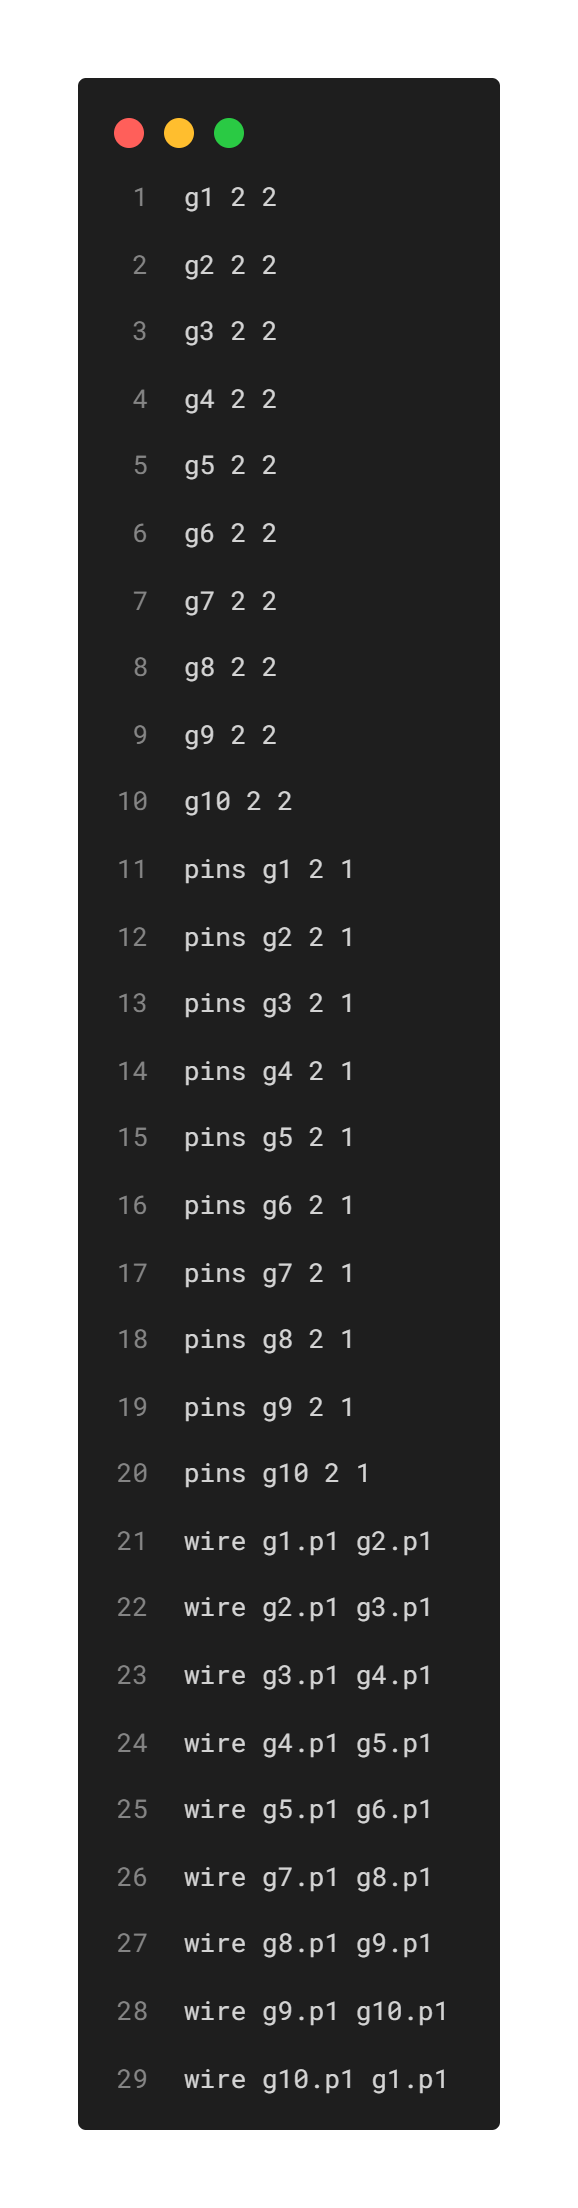 1 g1 2 2
2 g2 2 2
3 g3 2 2
4 g4 2 2
5 g5 2 2
6 g6 2 2
7 g7 2 2
8 g8 2 2
9 g9 2 2
10 g10 2 2
11 pins g1 2 1
12 pins g2 2 1
13 pins g3 2 1
14 pins g4 2 1
15 pins g5 2 1
16 pins g6 2 1
17 pins g7 2 1
18 pins g8 2 1
19 pins g9 2 1
20 pins g10 2 1
21 wire g1.p1 g2.p1
22 wire g2.p1 g3.p1
23 wire g3.p1 g4.p1
24 wire g4.p1 g5.p1
25 wire g5.p1 g6.p1
26 wire g7.p1 g8.p1
27 wire g8.p1 g9.p1
28 wire g9.p1 g10.p1
29 wire g10.p1 g1.p1